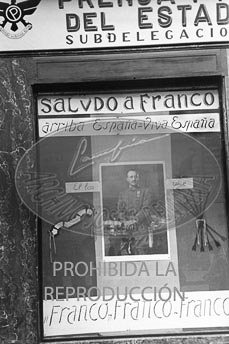 PRENSA
DEL ESTAD
SUBDELEGACIO
SALUDO A FRANCO
arriba España-Viva España
PROHIBIDA LA
REPRODUCCIÓN
Franco-Franco-Franco